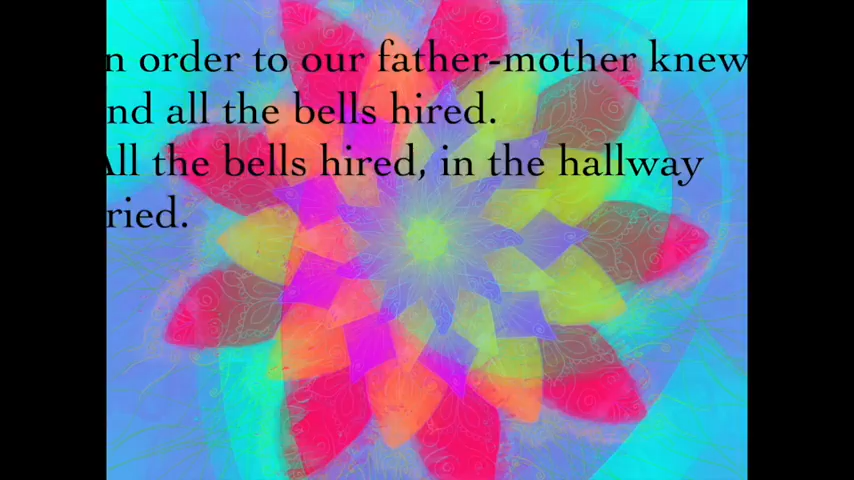 n order to our father-mother knew
nd all the bells hired.
All the bells hired, in the hallway
ried.